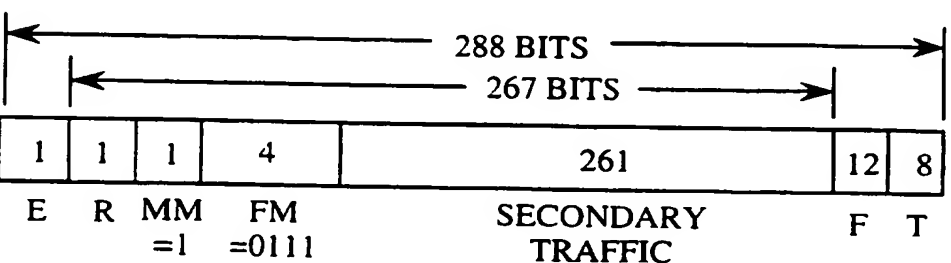 288 BITS
267 BITS
1 1 1 4 261 12 8
E R MM FM SECONDARY F T
=1 =0111 TRAFFIC